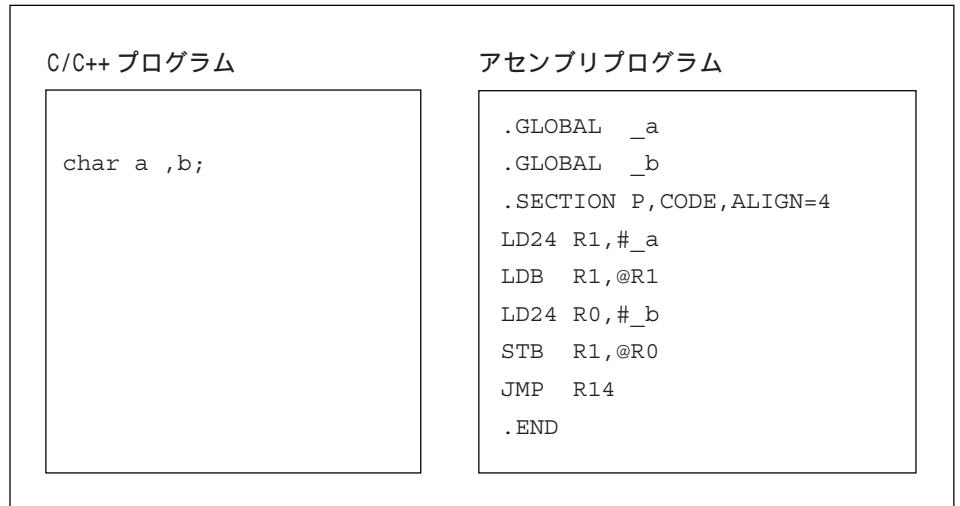 C/C++ プログラム
char a ,b;
アセンブリプログラム
.GLOBAL  _a
.GLOBAL  _b
.SECTION P,CODE,ALIGN=4
LD24 R1,#_a
LDB  R1,@R1
LD24 R0,#_b
STB  R1,@R0
JMP  R14
.END